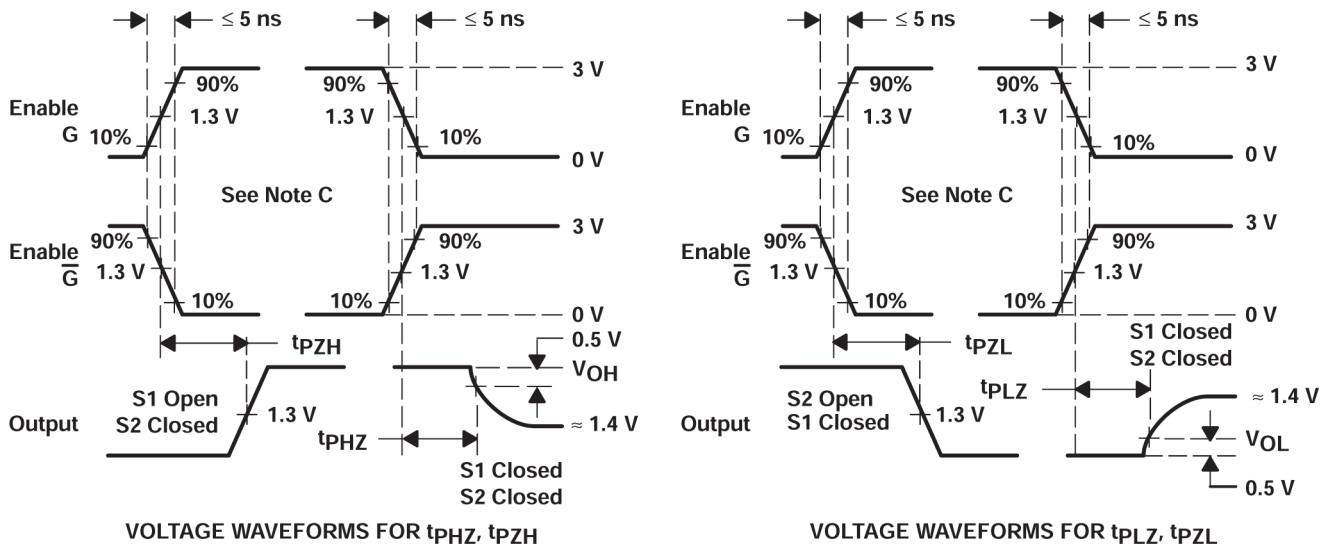 ≤ 5 ns
≤ 5 ns
Enable
G
10%
90%
1.3 V
90%
1.3 V
10%
3 V
0 V
See Note C
Enable
G̅
90%
1.3 V
10%
10%
90%
1.3 V
3 V
0 V
tPZH
0.5 V
VOH
Output
S1 Open
S2 Closed
1.3 V
tPHZ
≈ 1.4 V
S1 Closed
S2 Closed
VOLTAGE WAVEFORMS FOR tPHZ, tPZH
≤ 5 ns
≤ 5 ns
Enable
G
10%
90%
1.3 V
90%
1.3 V
10%
3 V
0 V
See Note C
Enable
G̅
90%
1.3 V
10%
10%
90%
1.3 V
3 V
0 V
tPZL
S1 Closed
S2 Closed
tPLZ
Output
S2 Open
S1 Closed
1.3 V
≈ 1.4 V
VOL
0.5 V
VOLTAGE WAVEFORMS FOR tPLZ, tPZL